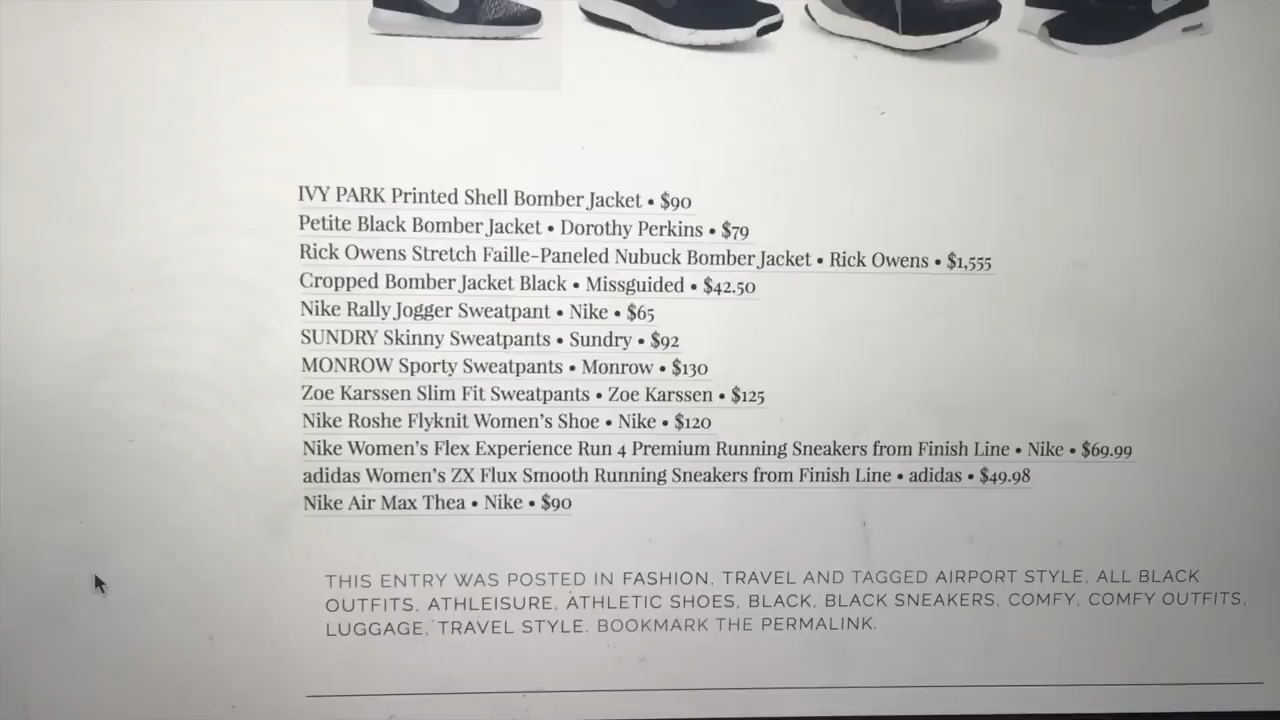 IVY PARK Printed Shell Bomber Jacket • $90
Petite Black Bomber Jacket • Dorothy Perkins • $79
Rick Owens Stretch Faille-Paneled Nubuck Bomber Jacket • Rick Owens • $1,555
Cropped Bomber Jacket Black • Missguided • $42.50
Nike Rally Jogger Sweatpant • Nike • $65
SUNDRY Skinny Sweatpants • Sundry • $92
MONROW Sporty Sweatpants • Monrow • $130
Zoe Karssen Slim Fit Sweatpants • Zoe Karssen • $125
Nike Roshe Flyknit Women's Shoe • Nike • $120
Nike Women's Flex Experience Run 4 Premium Running Sneakers from Finish Line • Nike • $69.99
adidas Women's ZX Flux Smooth Running Sneakers from Finish Line • adidas • $49.98
Nike Air Max Thea • Nike • $90
THIS ENTRY WAS POSTED IN FASHION, TRAVEL AND TAGGED AIRPORT STYLE, ALL BLACK
OUTFITS, ATHLEISURE, ATHLETIC SHOES, BLACK, BLACK SNEAKERS, COMFY, COMFY OUTFITS,
LUGGAGE, TRAVEL STYLE. BOOKMARK THE PERMALINK.